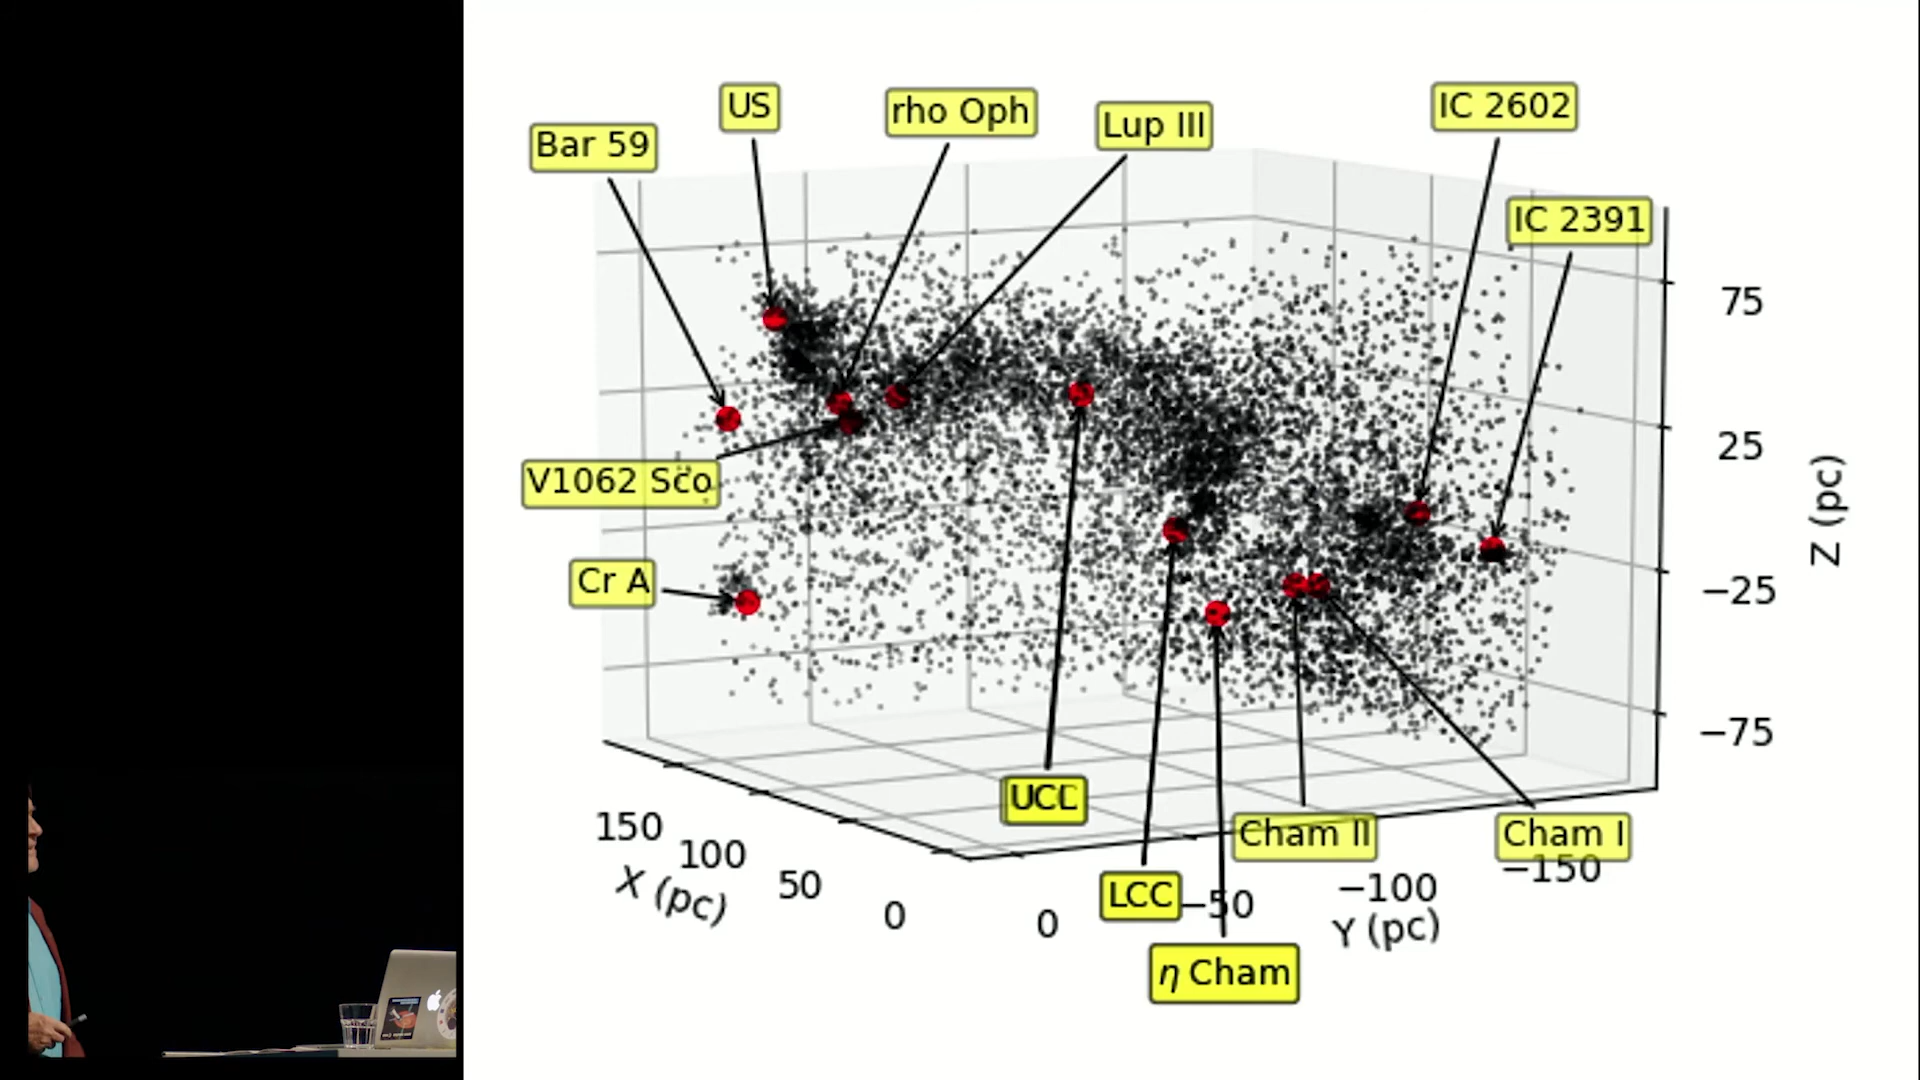 US
rho Oph
Lup III
IC 2602
Bar 59
IC 2391
75
25
V1062 Sco
Z (pc)
Cr A
−25
−75
UCL
150
100
50
0
X (pc)
Cham II
Cham I
LCC
0
−50
−100
−150
Y (pc)
η Cham